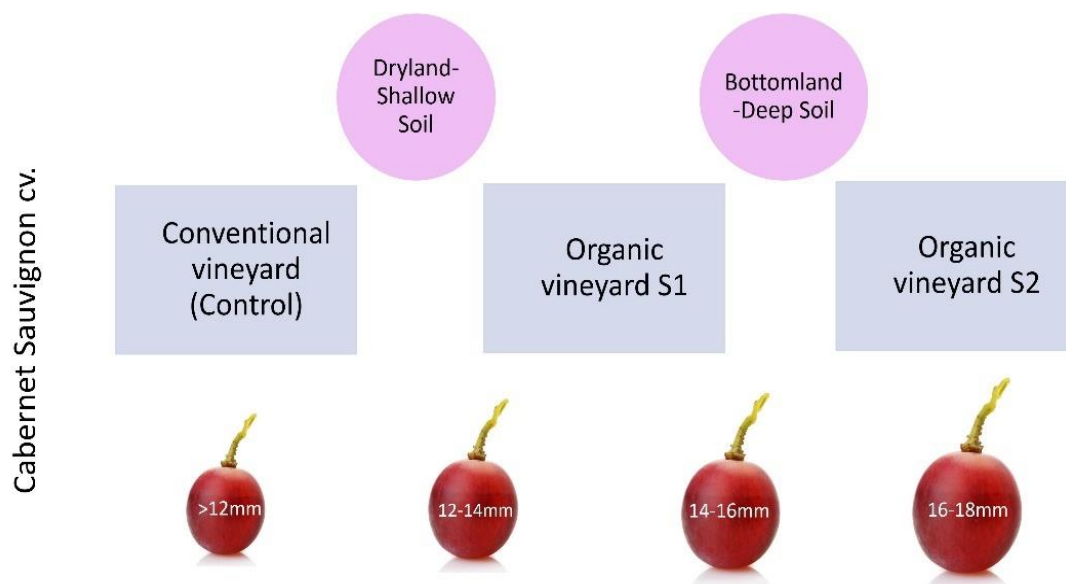 Dryland-
Shallow
Soil
Bottomland
-Deep Soil
Cabernet Sauvignon cv.
Conventional
vineyard
(Control)
Organic
vineyard S1
Organic
vineyard S2
>12mm
12-14mm
14-16mm
16-18mm